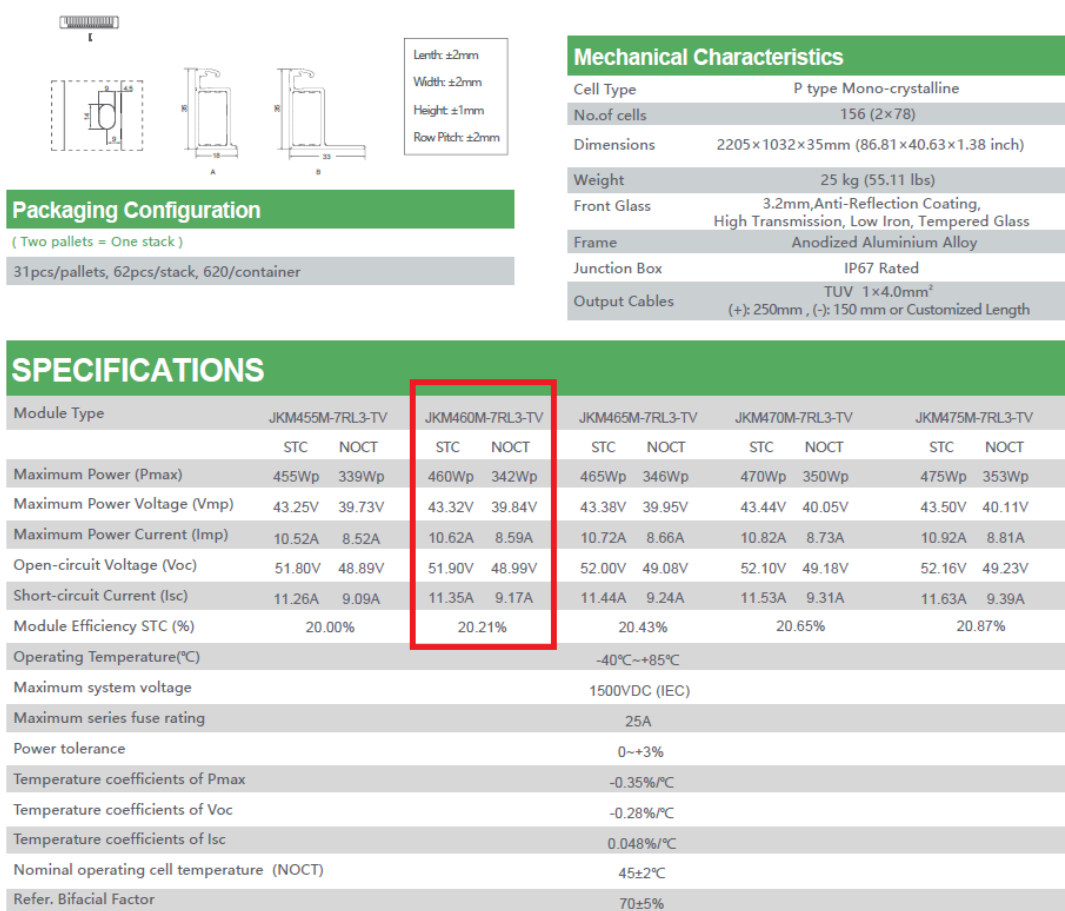 9 4.5
14
9
35
18
A
35
33
B
Lenth: ±2mm
Width: ±2mm
Height: ±1mm
Row Pitch: ±2mm
Packaging Configuration
( Two pallets = One stack )
31pcs/pallets, 62pcs/stack, 620/container
Mechanical Characteristics
Cell Type P type Mono-crystalline
No.of cells 156 (2×78)
Dimensions 2205×1032×35mm (86.81×40.63×1.38 inch)
Weight 25 kg (55.11 lbs)
Front Glass 3.2mm,Anti-Reflection Coating,
High Transmission, Low Iron, Tempered Glass
Frame Anodized Aluminium Alloy
Junction Box IP67 Rated
Output Cables TUV 1×4.0mm²
(+): 250mm , (-): 150 mm or Customized Length
SPECIFICATIONS
Module Type JKM455M-7RL3-TV JKM460M-7RL3-TV JKM465M-7RL3-TV JKM470M-7RL3-TV JKM475M-7RL3-TV
STC NOCT STC NOCT STC NOCT STC NOCT STC NOCT
Maximum Power (Pmax) 455Wp 339Wp 460Wp 342Wp 465Wp 346Wp 470Wp 350Wp 475Wp 353Wp
Maximum Power Voltage (Vmp) 43.25V 39.73V 43.32V 39.84V 43.38V 39.95V 43.44V 40.05V 43.50V 40.11V
Maximum Power Current (Imp) 10.52A 8.52A 10.62A 8.59A 10.72A 8.66A 10.82A 8.73A 10.92A 8.81A
Open-circuit Voltage (Voc) 51.80V 48.89V 51.90V 48.99V 52.00V 49.08V 52.10V 49.18V 52.16V 49.23V
Short-circuit Current (Isc) 11.26A 9.09A 11.35A 9.17A 11.44A 9.24A 11.53A 9.31A 11.63A 9.39A
Module Efficiency STC (%) 20.00% 20.21% 20.43% 20.65% 20.87%
Operating Temperature(℃) -40℃~+85℃
Maximum system voltage 1500VDC (IEC)
Maximum series fuse rating 25A
Power tolerance 0~+3%
Temperature coefficients of Pmax -0.35%/℃
Temperature coefficients of Voc -0.28%/℃
Temperature coefficients of Isc 0.048%/℃
Nominal operating cell temperature (NOCT) 45±2℃
Refer. Bifacial Factor 70±5%